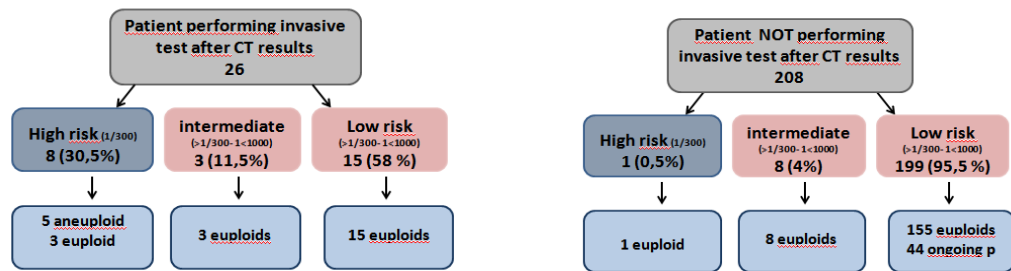 Patient performing invasive
test after CT results
26
High risk (1/300)
8 (30,5%)
intermediate
(>1/300- 1<1000)
3 (11,5%)
Low risk
(>1/300- 1<1000)
15 (58 %)
5 aneuploid
3 euploid
3 euploids
15 euploids
Patient NOT performing
invasive test after CT results
208
High risk
(1/300)
1 (0,5%)
intermediate
(>1/300- 1<1000)
8 (4%)
Low risk
(>1/300- 1<1000)
199 (95,5 %)
1 euploid
8 euploids
155 euploids
44 ongoing p